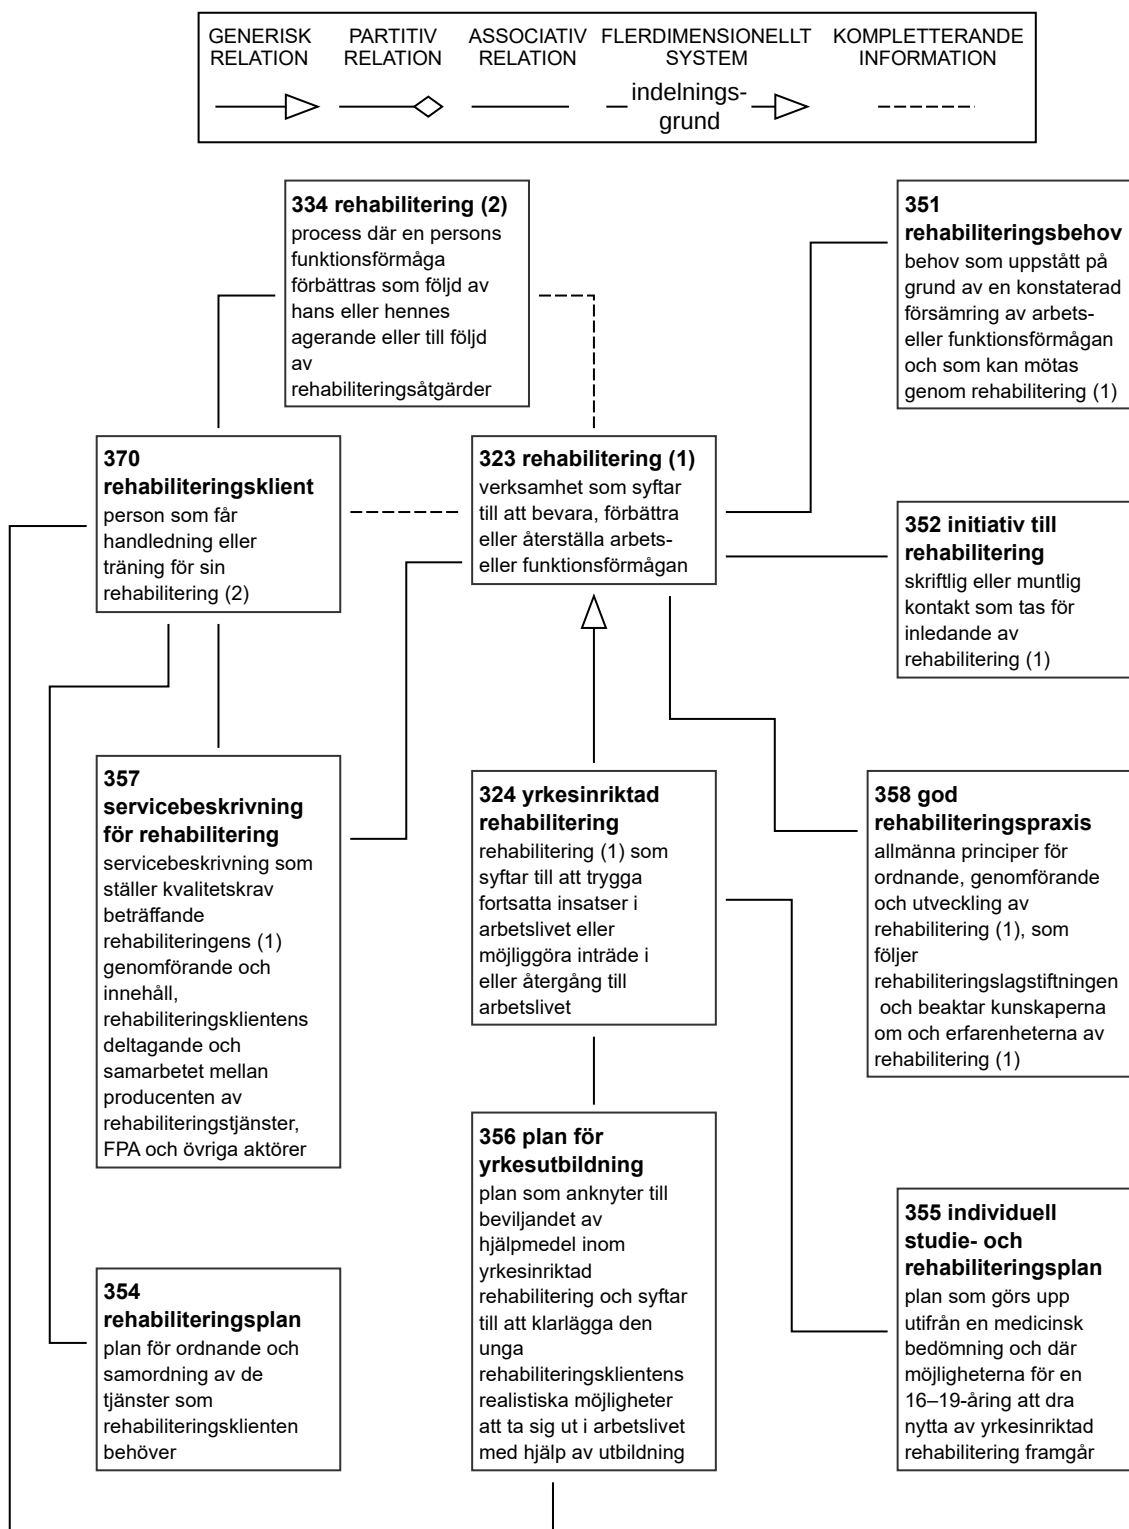 GENERISK
RELATION
PARTITIV
RELATION
ASSOCIATIV
RELATION
FLERDIMENSIONELLT
SYSTEM
KOMPLETTERANDE
INFORMATION
indelnings-
grund
334 rehabilitering (2)
process där en persons
funktionsförmåga
förbättras som följd av
hans eller hennes
agerande eller till följd
av
rehabiliteringsåtgärder
351
rehabiliteringsbehov
behov som uppstått på
grund av en konstaterad
försämring av arbets-
eller funktionsförmågan
och som kan mötas
genom rehabilitering (1)
370
rehabiliteringsklient
person som får
handledning eller
träning för sin
rehabilitering (2)
323 rehabilitering (1)
verksamhet som syftar
till att bevara, förbättra
eller återställa arbets-
eller funktionsförmågan
352 initiativ till
rehabilitering
skriftlig eller muntlig
kontakt som tas för
inledande av
rehabilitering (1)
357
servicebeskrivning
för rehabilitering
servicebeskrivning som
ställer kvalitetskrav
beträffande
rehabiliteringens (1)
genomförande och
innehåll,
rehabiliteringsklientens
deltagande och
samarbetet mellan
producenten av
rehabiliteringstjänster,
FPA och övriga aktörer
324 yrkesinriktad
rehabilitering
rehabilitering (1) som
syftar till att trygga
fortsatta insatser i
arbetslivet eller
möjliggöra inträde i
eller återgång till
arbetslivet
358 god
rehabiliteringspraxis
allmänna principer för
ordnande, genomförande
och utveckling av
rehabilitering (1), som
följer
rehabiliteringslagstiftningen
och beaktar kunskaperna
om och erfarenheterna av
rehabilitering (1)
356 plan för
yrkesutbildning
plan som anknyter till
beviljandet av
hjälpmedel inom
yrkesinriktad
rehabilitering och syftar
till att klarlägga den
unga
rehabiliteringsklientens
realistiska möjligheter
att ta sig ut i arbetslivet
med hjälp av utbildning
355 individuell
studie- och
rehabiliteringsplan
plan som görs upp
utifrån en medicinsk
bedömning och där
möjligheterna för en
16–19-åring att dra
nytta av yrkesinriktad
rehabilitering framgår
354
rehabiliteringsplan
plan för ordnande och
samordning av de
tjänster som
rehabiliteringsklienten
behöver